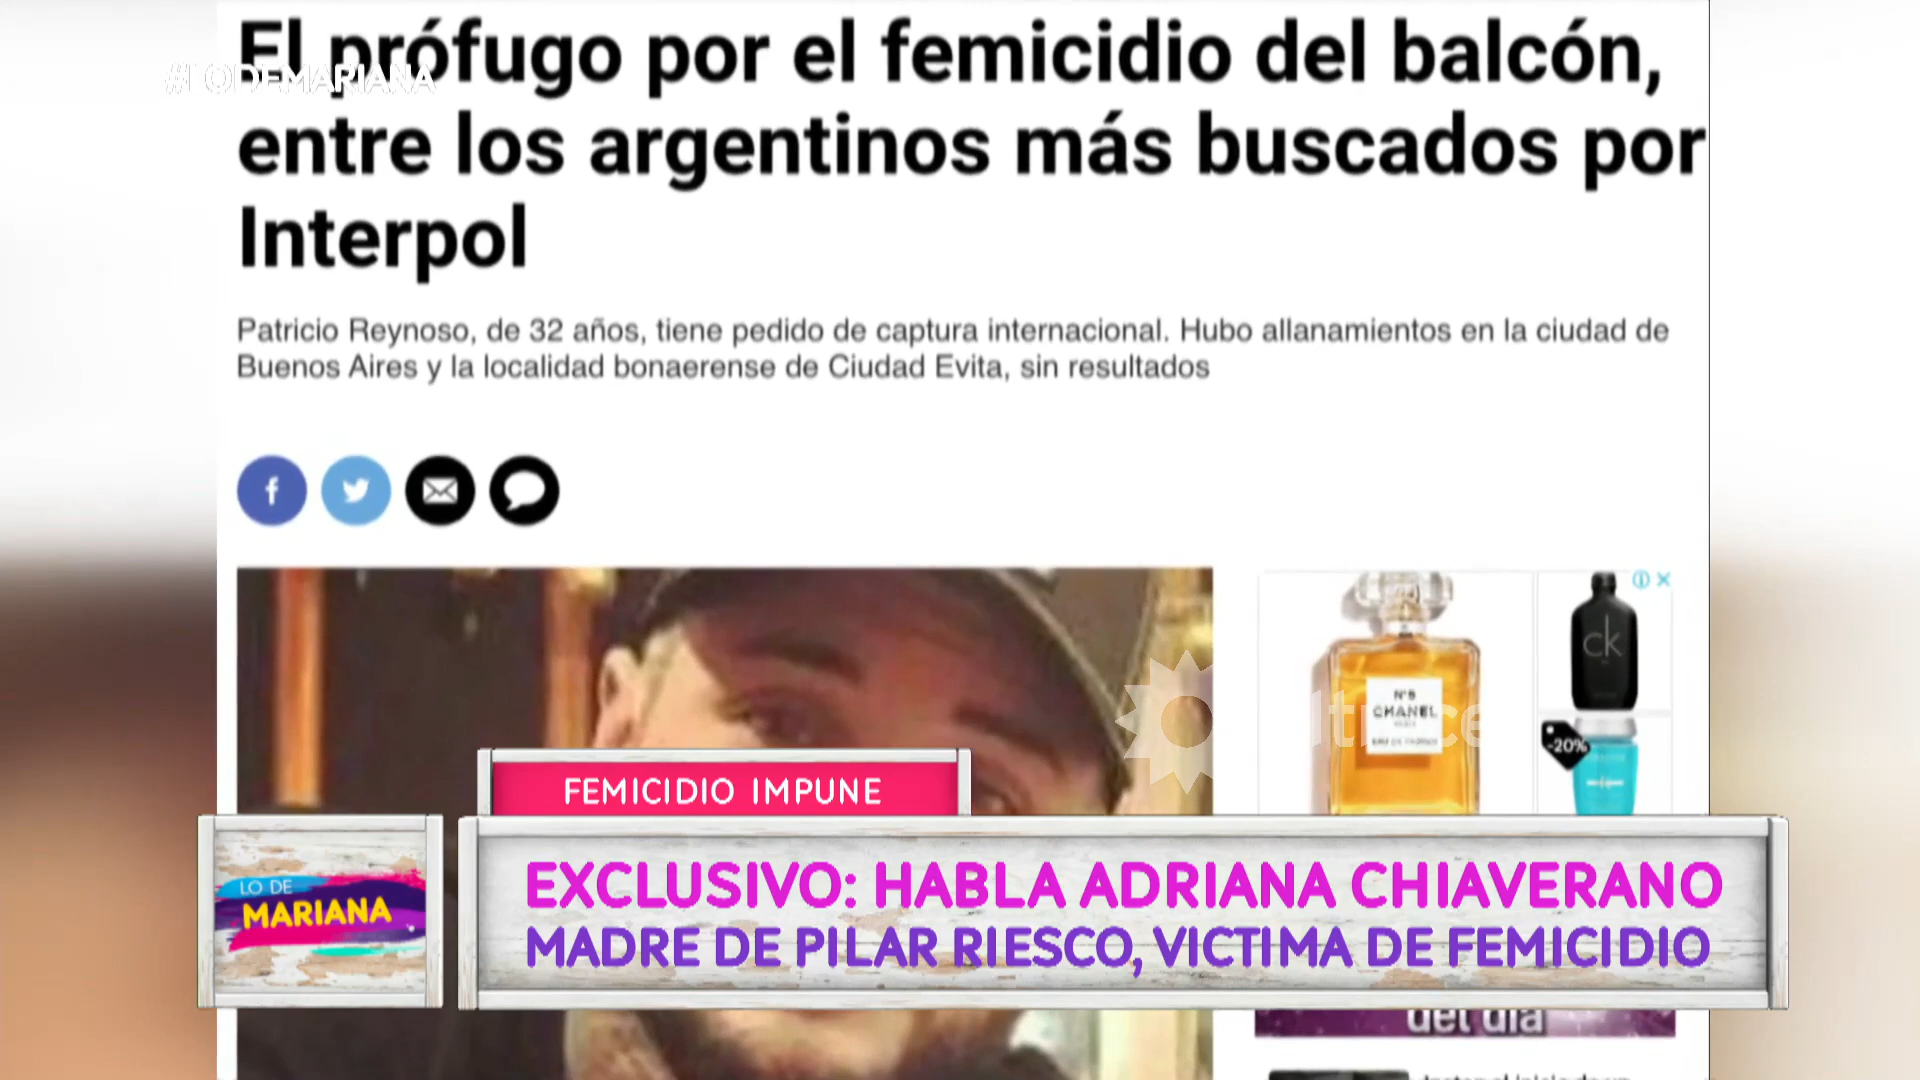 #LODEMARIANA
El prófugo por el femicidio del balcón,
entre los argentinos más buscados por
Interpol
Patricio Reynoso, de 32 años, tiene pedido de captura internacional. Hubo allanamientos en la ciudad de
Buenos Aires y la localidad bonaerense de Ciudad Evita, sin resultados
f
N°5
CHANEL
ck
-20%
FEMICIDIO IMPUNE
LO DE
MARIANA
EXCLUSIVO: HABLA ADRIANA CHIAVERANO
MADRE DE PILAR RIESCO, VICTIMA DE FEMICIDIO
del día